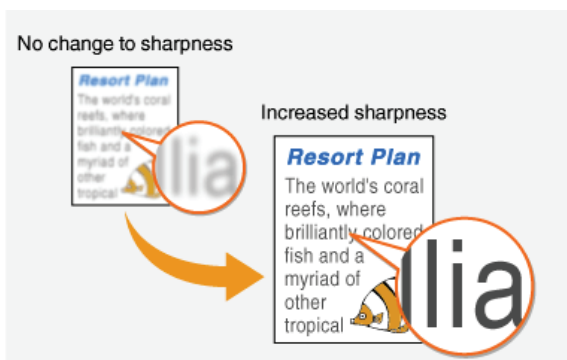 No change to sharpness
Resort Plan
The world's coral
reefs, where
brilliantly colored
fish and a
myriad of
other
tropical
lia
Increased sharpness
Resort Plan
The world's coral
reefs, where
brilliantly colored
fish and a
myriad of
other
tropical
llia